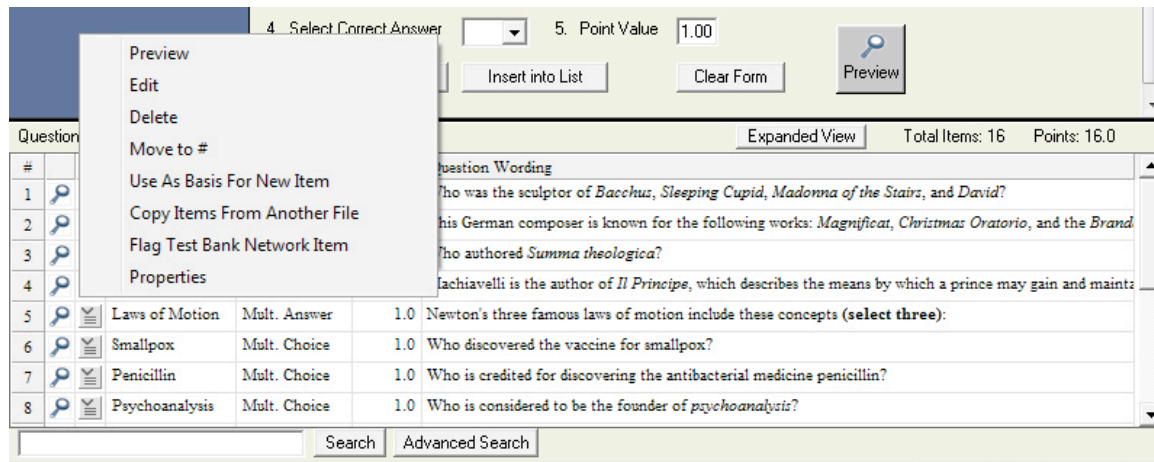 4. Select Correct Answer 5. Point Value 1.00
Insert into List Clear Form Preview
Preview
Edit
Delete
Move to #
Use As Basis For New Item
Copy Items From Another File
Flag Test Bank Network Item
Properties
Question Expanded View Total Items: 16 Points: 16.0
# Question Wording
1 Who was the sculptor of Bacchus, Sleeping Cupid, Madonna of the Stairs, and David?
2 This German composer is known for the following works: Magnificat, Christmas Oratorio, and the Brand
3 Who authored Summa theologica?
4 Machiavelli is the author of Il Principe, which describes the means by which a prince may gain and mainta
5 Laws of Motion Mult. Answer 1.0 Newton's three famous laws of motion include these concepts (select three):
6 Smallpox Mult. Choice 1.0 Who discovered the vaccine for smallpox?
7 Penicillin Mult. Choice 1.0 Who is credited for discovering the antibacterial medicine penicillin?
8 Psychoanalysis Mult. Choice 1.0 Who is considered to be the founder of psychoanalysis?
Search Advanced Search